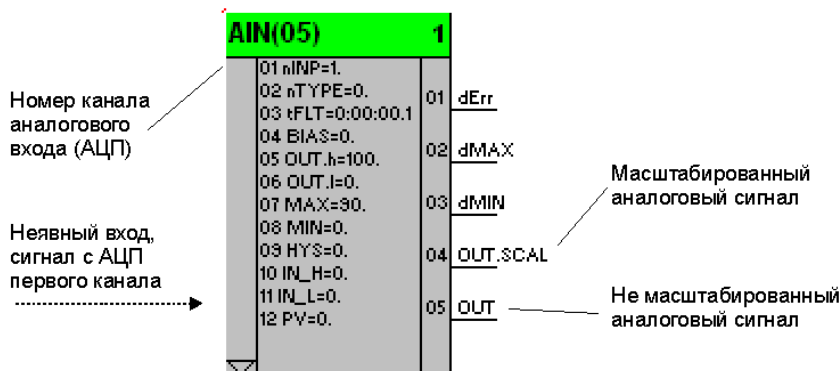 AIN(05) 1
01 nINP=1.
02 nTYPE=0.
03 tFLT=0:00:00.1
04 BIAS=0.
05 OUT.h=100.
06 OUT.l=0.
07 MAX=90.
08 MIN=0.
09 HYS=0.
10 IN_H=0.
11 IN_L=0.
12 PV=0.
01 dErr
02 dMAX
03 dMIN
04 OUT.SCAL
05 OUT
Номер канала
аналогового
входа (АЦП)
Неявный вход,
сигнал с АЦП
первого канала
Масштабированный
аналоговый сигнал
Не масштабированный
аналоговый сигнал